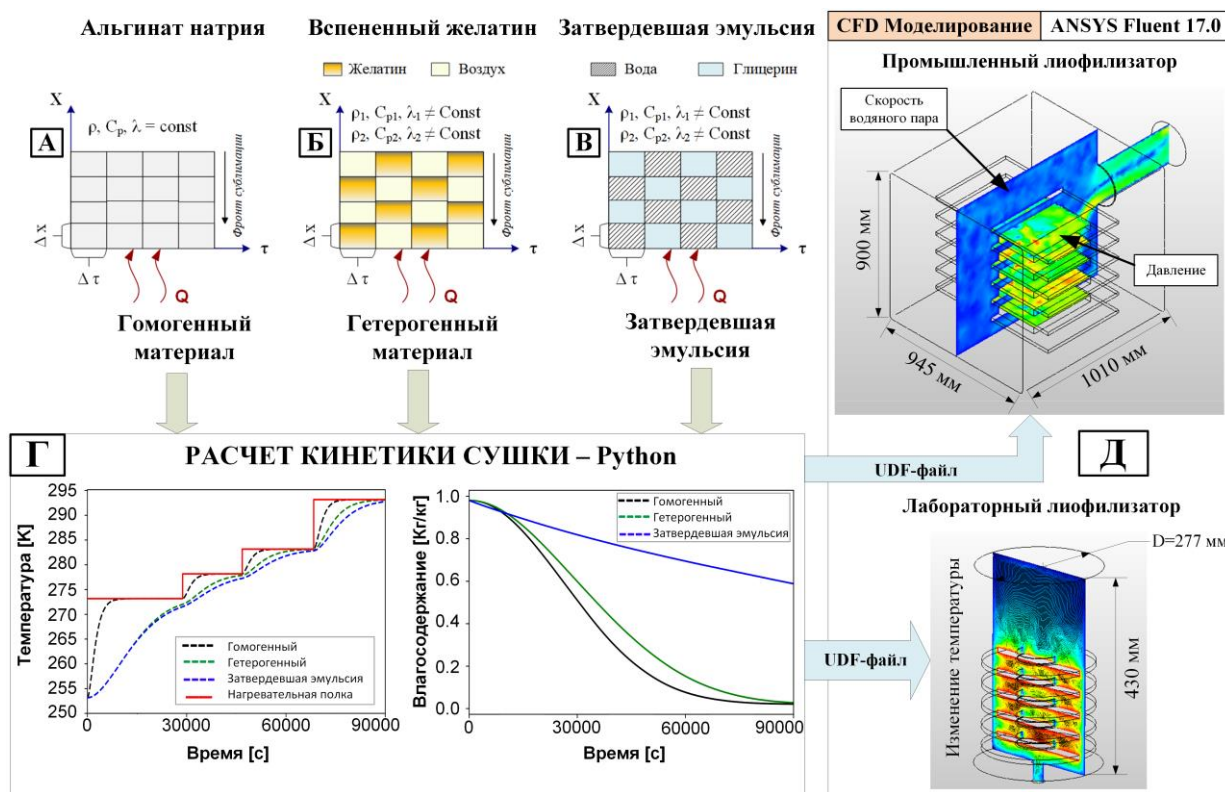 Альгинат натрия
Вспененный желатин
Затвердевшая эмульсия
Желатин
Воздух
Вода
Глицерин
X
А
ρ, Cp, λ = const
Фронт сублимации
Δ x
τ
Δ τ
Q
Гомогенный
материал
X
Б
ρ1, Cp1, λ1 ≠ Const
ρ2, Cp2, λ2 ≠ Const
Фронт сублимации
Δ x
τ
Δ τ
Q
Гетерогенный
материал
X
В
ρ1, Cp1, λ1 ≠ Const
ρ2, Cp2, λ2 ≠ Const
Фронт сублимации
Δ x
τ
Δ τ
Q
Затвердевшая
эмульсия
CFD Моделирование
ANSYS Fluent 17.0
Промышленный лиофилизатор
Скорость
водяного пара
Давление
900 мм
945 мм
1010 мм
Г
РАСЧЕТ КИНЕТИКИ СУШКИ – Python
Температура [K]
295
290
285
280
275
270
265
260
255
250
0
30000
60000
90000
Время [с]
Гомогенный
Гетерогенный
Затвердевшая эмульсия
Нагревательная полка
Влагосодержание [Кг/кг]
1.0
0.8
0.6
0.4
0.2
0.0
0
30000
60000
90000
Время [с]
Гомогенный
Гетерогенный
Затвердевшая эмульсия
UDF-файл
Д
UDF-файл
Лабораторный лиофилизатор
D=277 мм
Изменение температуры
430 мм